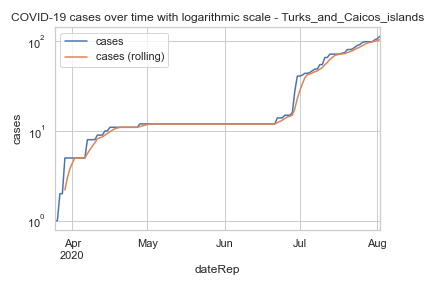 COVID-19 cases over time with logarithmic scale - Turks_and_Caicos_islands
cases
cases (rolling)
10²
10¹
10⁰
cases
Apr
2020
May
Jun
Jul
Aug
dateRep